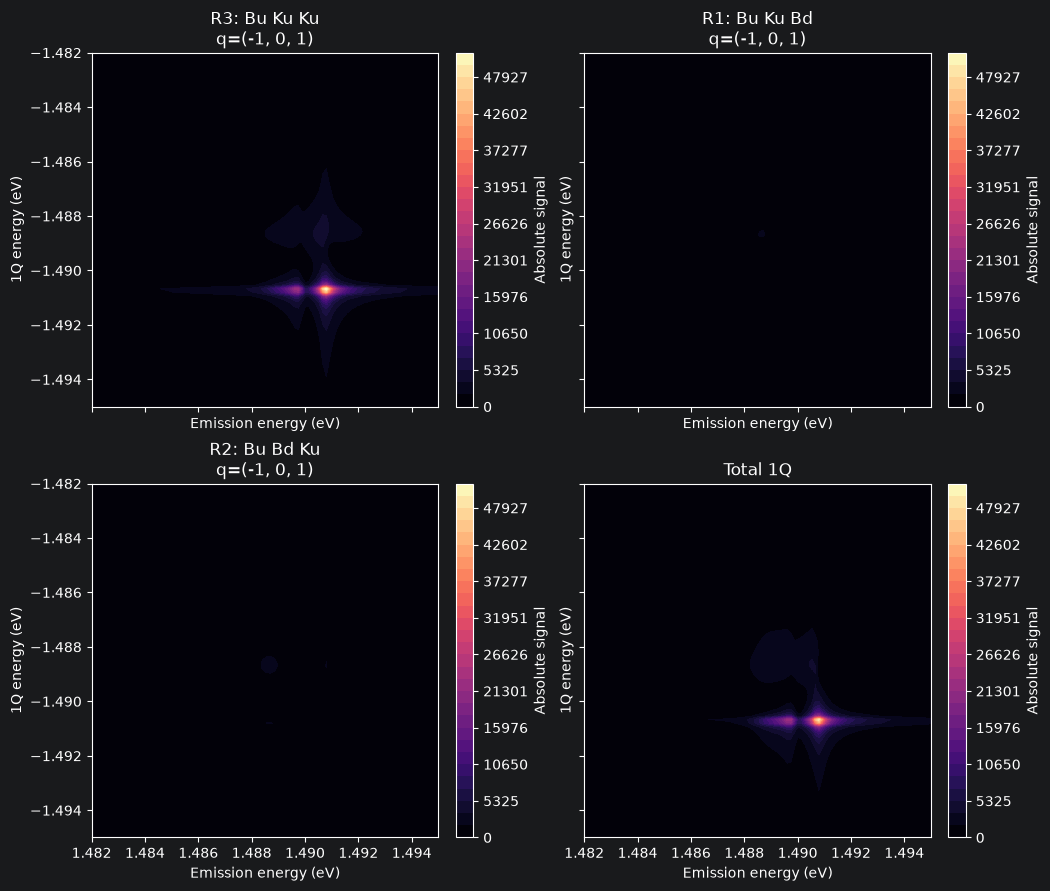 R3: Bu Ku Ku
q=(-1, 0, 1)
−1.482
−1.484
−1.486
−1.488
−1.490
−1.492
−1.494
1Q energy (eV)
Emission energy (eV)
47927
42602
37277
31951
26626
21301
15976
10650
5325
0
Absolute signal
R1: Bu Ku Bd
q=(-1, 0, 1)
1Q energy (eV)
Emission energy (eV)
47927
42602
37277
31951
26626
21301
15976
10650
5325
0
Absolute signal
R2: Bu Bd Ku
q=(-1, 0, 1)
−1.482
−1.484
−1.486
−1.488
−1.490
−1.492
−1.494
1Q energy (eV)
1.482 1.484 1.486 1.488 1.490 1.492 1.494
Emission energy (eV)
47927
42602
37277
31951
26626
21301
15976
10650
5325
0
Absolute signal
Total 1Q
1Q energy (eV)
1.482 1.484 1.486 1.488 1.490 1.492 1.494
Emission energy (eV)
47927
42602
37277
31951
26626
21301
15976
10650
5325
0
Absolute signal